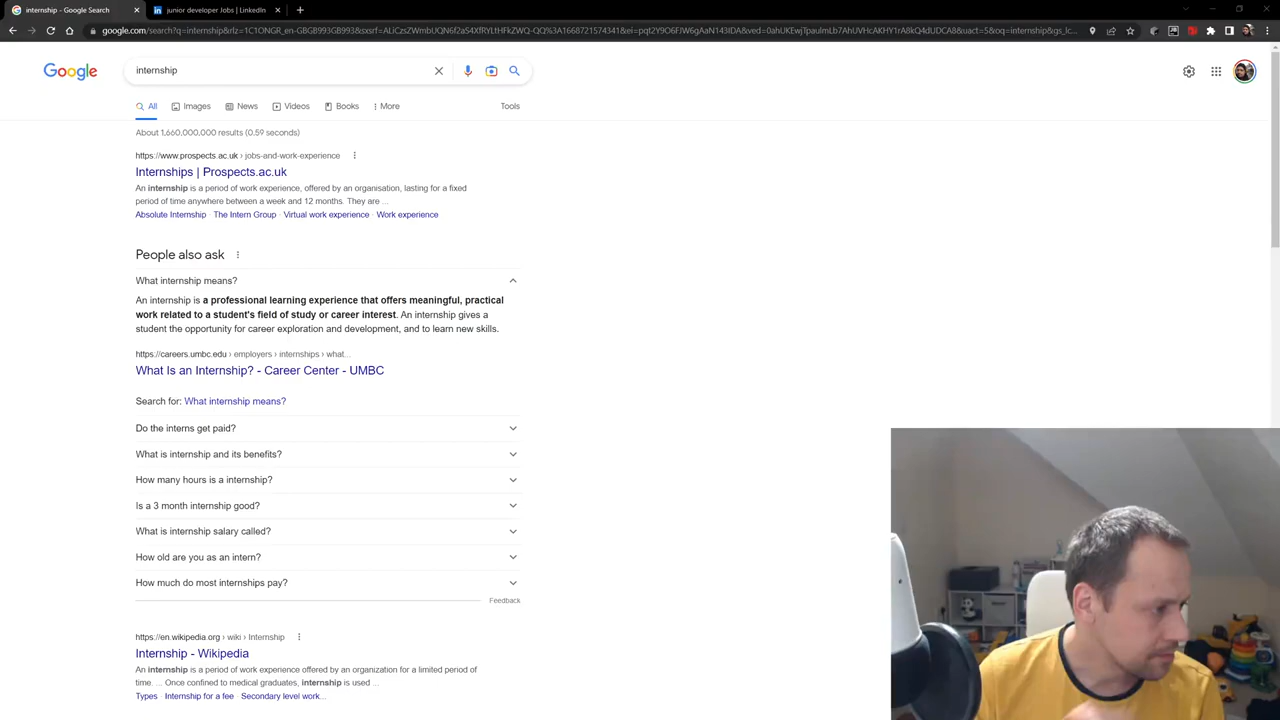 internship - Google Search
junior developer Jobs | LinkedIn
Google
internship
All
Images
News
Videos
Books
More
Tools
About 1,660,000,000 results (0.59 seconds)
https://www.prospects.ac.uk › jobs-and-work-experience
Internships | Prospects.ac.uk
An internship is a period of work experience, offered by an organisation, lasting for a fixed
period of time anywhere between a week and 12 months. They are ...
Absolute Internship · The Intern Group · Virtual work experience · Work experience
People also ask
What internship means?
An internship is a professional learning experience that offers meaningful, practical
work related to a student's field of study or career interest. An internship gives a
student the opportunity for career exploration and development, and to learn new skills.
https://careers.umbc.edu › employers › internships › what...
What Is an Internship? - Career Center - UMBC
Search for: What internship means?
Do the interns get paid?
What is internship and its benefits?
How many hours is a internship?
Is a 3 month internship good?
What is internship salary called?
How old are you as an intern?
How much do most internships pay?
Feedback
https://en.wikipedia.org › wiki › Internship
Internship - Wikipedia
An internship is a period of work experience offered by an organization for a limited period of
time. ... Once confined to medical graduates, internship is used ...
Types · Internship for a fee · Secondary level work...